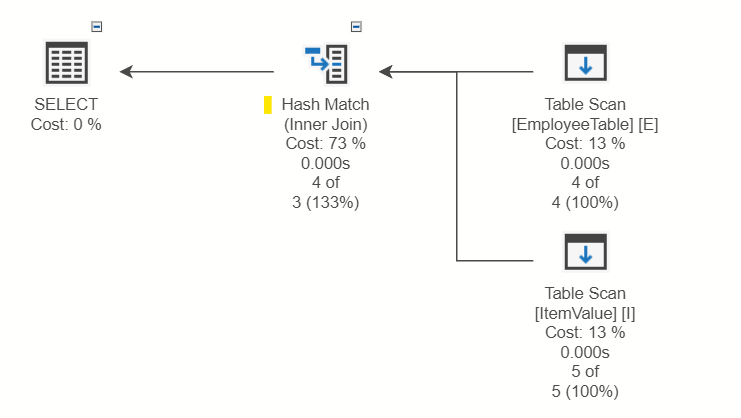 SELECT
Cost: 0 %
Hash Match
(Inner Join)
Cost: 73 %
0.000s
4 of
3 (133%)
Table Scan
[EmployeeTable] [E]
Cost: 13 %
0.000s
4 of
4 (100%)
Table Scan
[ItemValue] [I]
Cost: 13 %
0.000s
5 of
5 (100%)